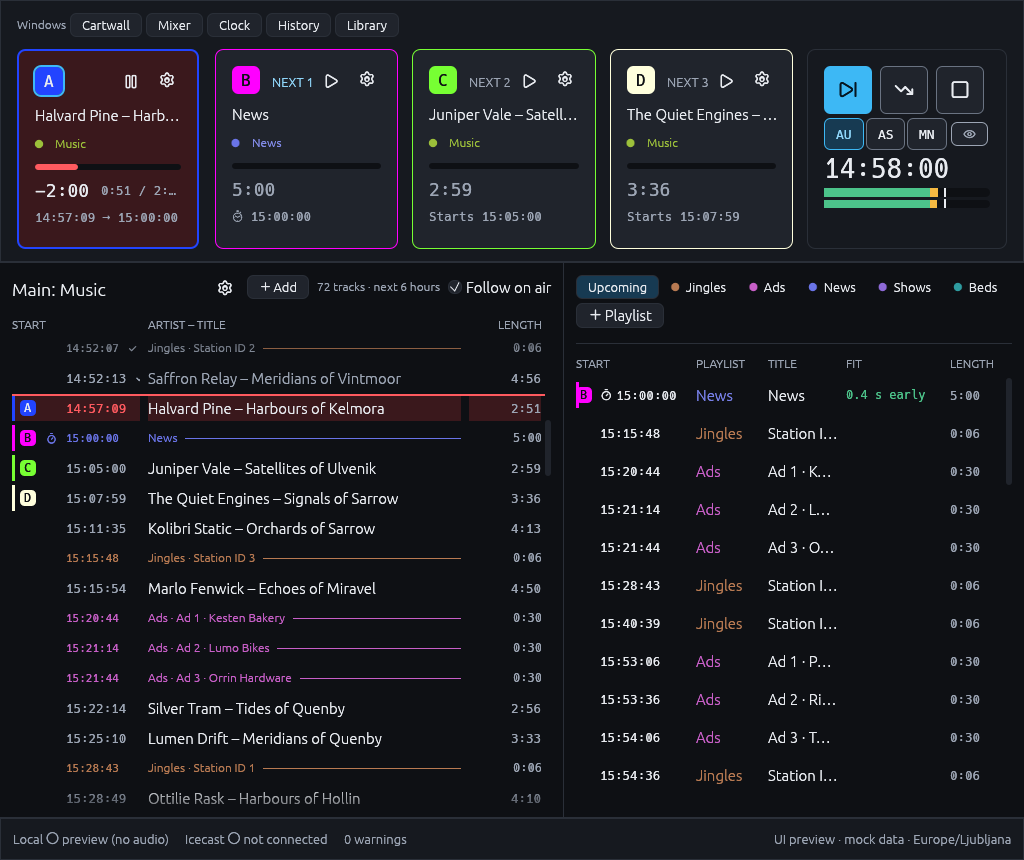 Windows Cartwall Mixer Clock History Library
A
Halvard Pine – Harb…
Music
−2:00 0:51 / 2:…
14:57:09 → 15:00:00
B NEXT 1
News
News
5:00
15:00:00
C NEXT 2
Juniper Vale – Satell…
Music
2:59
Starts 15:05:00
D NEXT 3
The Quiet Engines – …
Music
3:36
Starts 15:07:59
AU AS MN
14:58:00
Main: Music + Add 72 tracks · next 6 hours ✓ Follow on air
START ARTIST – TITLE LENGTH
14:52:07 ✓ Jingles · Station ID 2 0:06
14:52:13 Saffron Relay – Meridians of Vintmoor 4:56
A 14:57:09 Halvard Pine – Harbours of Kelmora 2:51
B 15:00:00 News 5:00
C 15:05:00 Juniper Vale – Satellites of Ulvenik 2:59
D 15:07:59 The Quiet Engines – Signals of Sarrow 3:36
15:11:35 Kolibri Static – Orchards of Sarrow 4:13
15:15:48 Jingles · Station ID 3 0:06
15:15:54 Marlo Fenwick – Echoes of Miravel 4:50
15:20:44 Ads · Ad 1 · Kesten Bakery 0:30
15:21:14 Ads · Ad 2 · Lumo Bikes 0:30
15:21:44 Ads · Ad 3 · Orrin Hardware 0:30
15:22:14 Silver Tram – Tides of Quenby 2:56
15:25:10 Lumen Drift – Meridians of Quenby 3:33
15:28:43 Jingles · Station ID 1 0:06
15:28:49 Ottilie Rask – Harbours of Hollin 4:10
Upcoming Jingles Ads News Shows Beds
+ Playlist
START PLAYLIST TITLE FIT LENGTH
B 15:00:00 News News 0.4 s early 5:00
15:15:48 Jingles Station I… 0:06
15:20:44 Ads Ad 1 · K… 0:30
15:21:14 Ads Ad 2 · L… 0:30
15:21:44 Ads Ad 3 · O… 0:30
15:28:43 Jingles Station I… 0:06
15:40:39 Jingles Station I… 0:06
15:53:06 Ads Ad 1 · P… 0:30
15:53:36 Ads Ad 2 · Ri… 0:30
15:54:06 Ads Ad 3 · T… 0:30
15:54:36 Jingles Station I… 0:06
Local preview (no audio) Icecast not connected 0 warnings UI preview · mock data · Europe/Ljubljana